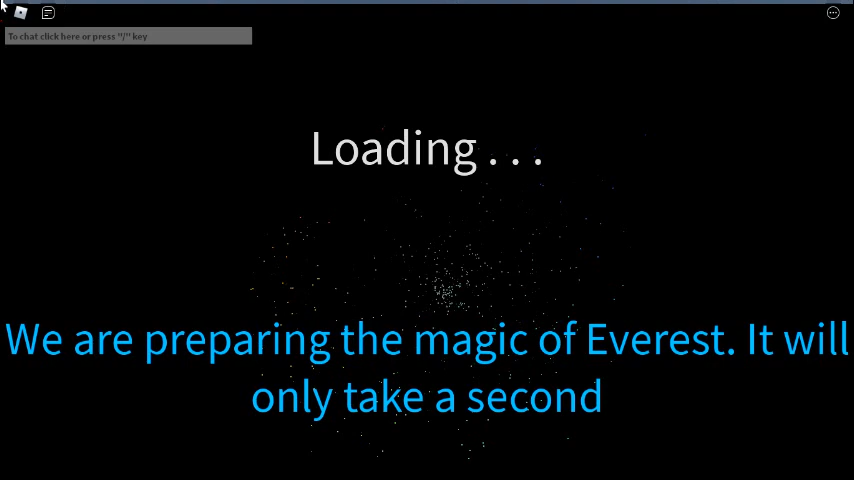 To chat click here or press "/" key
Loading . . .
We are preparing the magic of Everest. It will
only take a second